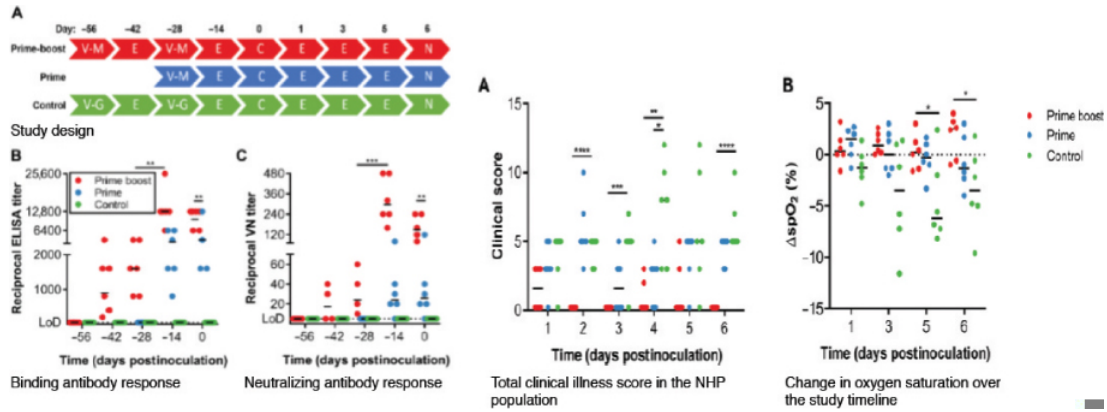 A
Day: –56 –42 –28 –14 0 1 3 5 6
Prime-boost V-M E V-M E C E E E N
Prime V-M E C E E E N
Control V-G E V-G E C E E E N
Study design
B
Reciprocal ELISA titer
25,600
12,800
6400
2000
1000
LoD
Prime boost
Prime
Control
**
**
–56 –42 –28 –14 0
Time (days postinoculation)
Binding antibody response
C
Reciprocal VN titer
480
400
320
240
160
80
60
40
20
LoD
***
**
–56 –42 –28 –14 0
Time (days postinoculation)
Neutralizing antibody response
A
Clinical score
15
10
5
0
****
***
**
*
****
1 2 3 4 5 6
Time (days postinoculation)
Total clinical illness score in the NHP
population
B
ΔspO2 (%)
5
0
–5
–10
–15
*
*
Prime boost
Prime
Control
1 3 5 6
Time (days postinoculation)
Change in oxygen saturation over
the study timeline